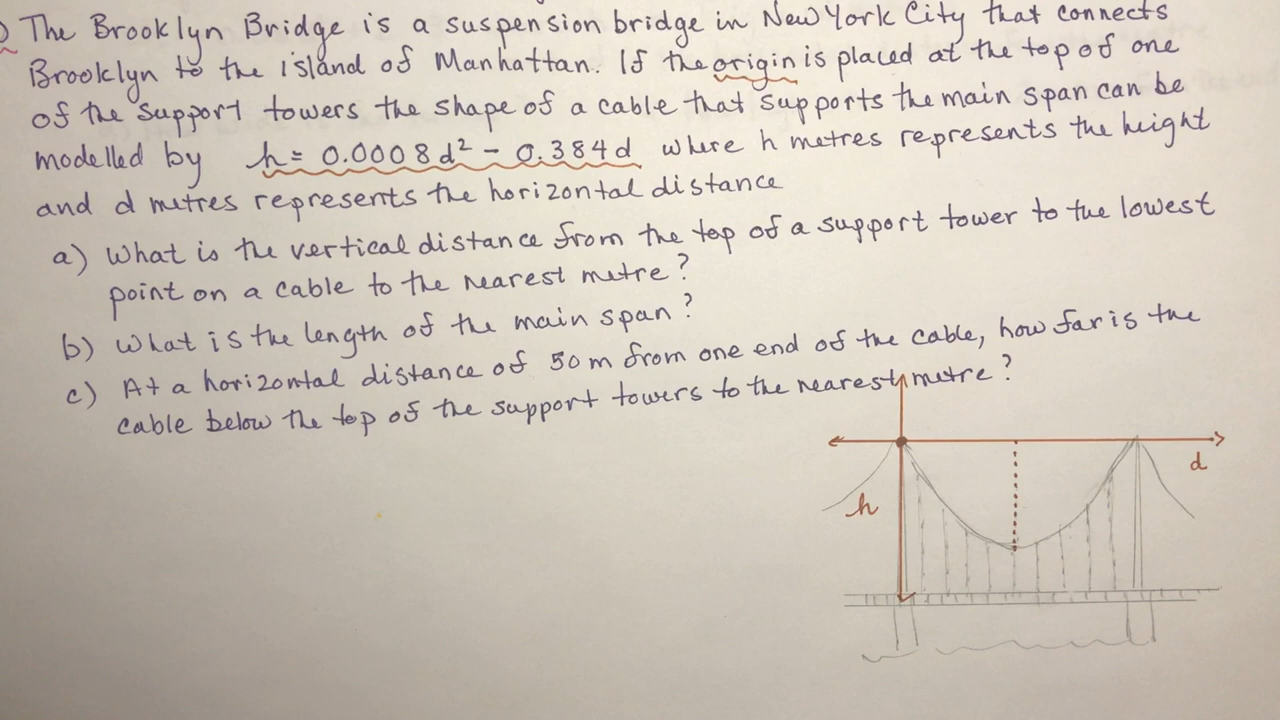 The Brooklyn Bridge is a suspension bridge in New York City that connects
Brooklyn to the island of Manhattan. If the origin is placed at the top of one
of the support towers the shape of a cable that supports the main span can be
modelled by h = 0.0008d² - 0.384d where h metres represents the height
and d metres represents the horizontal distance
a) What is the vertical distance from the top of a support tower to the lowest
point on a cable to the nearest metre?
b) What is the length of the main span?
c) At a horizontal distance of 50 m from one end of the cable, how far is the
cable below the top of the support towers to the nearest metre?
d
h